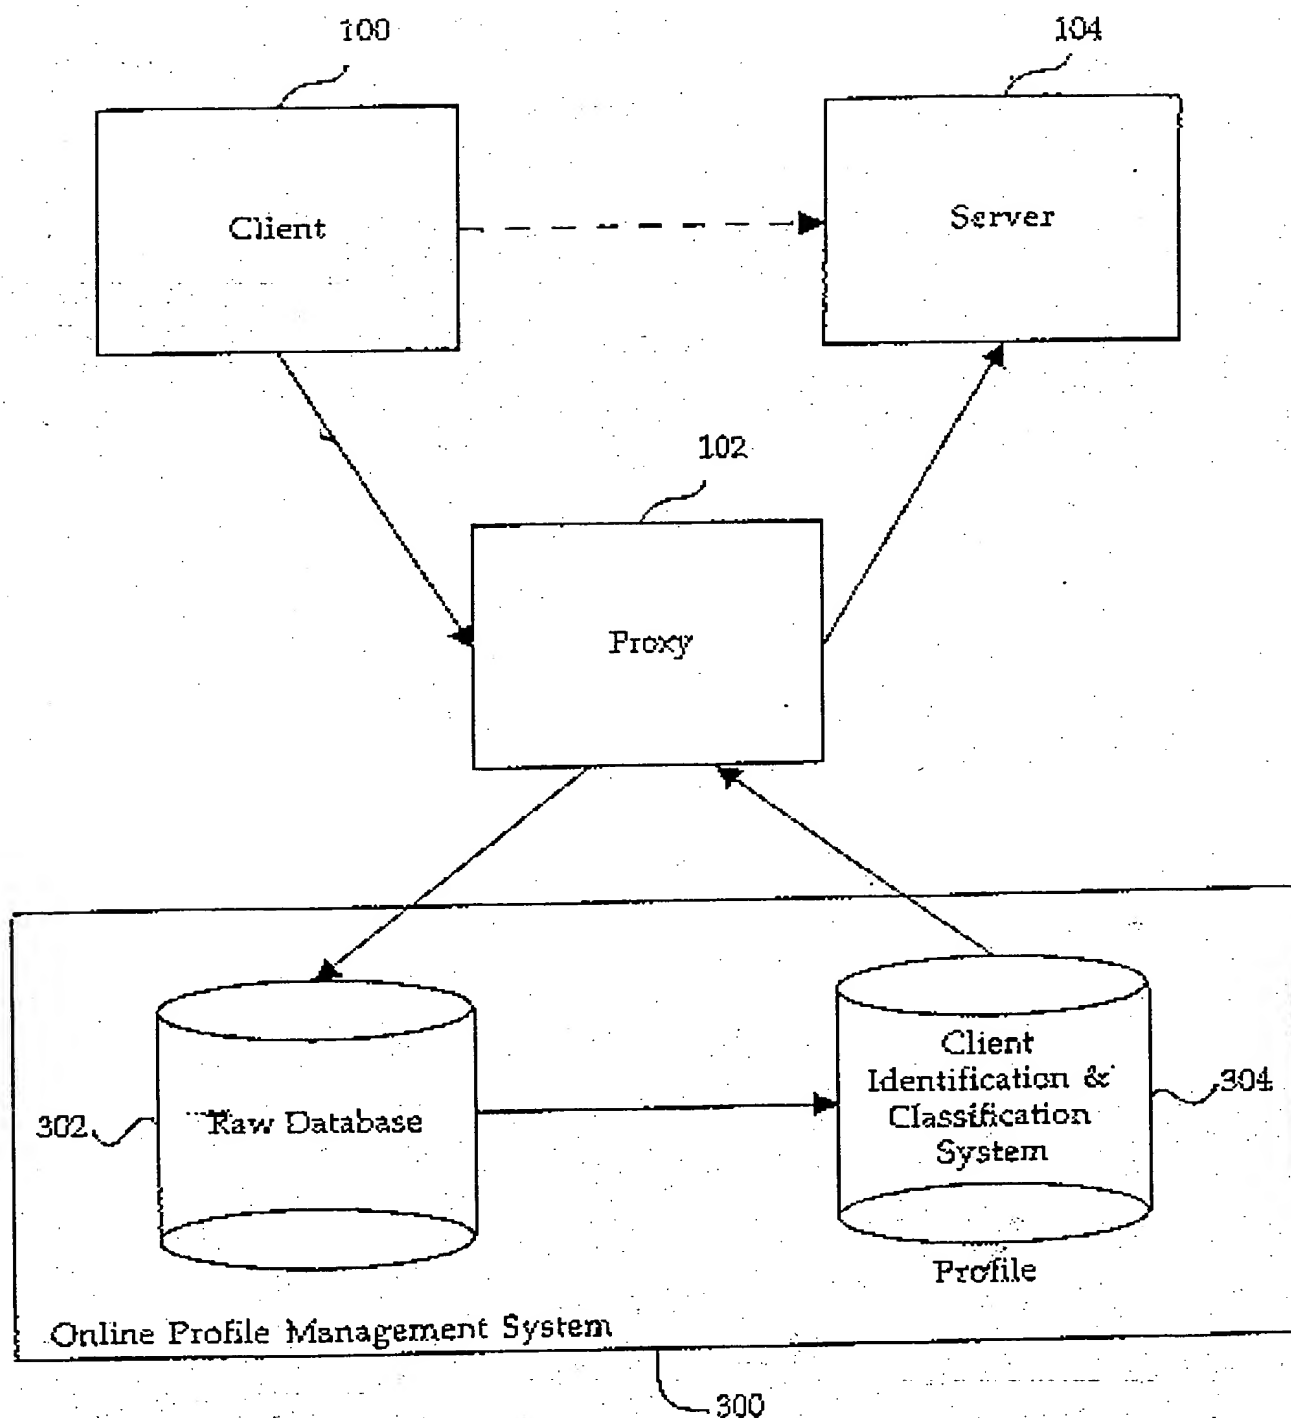 100
104
Client
Server
102
Proxy
Client
Identification &
Classification
System
302
Raw Database
304
Profile
Online Profile Management System
300